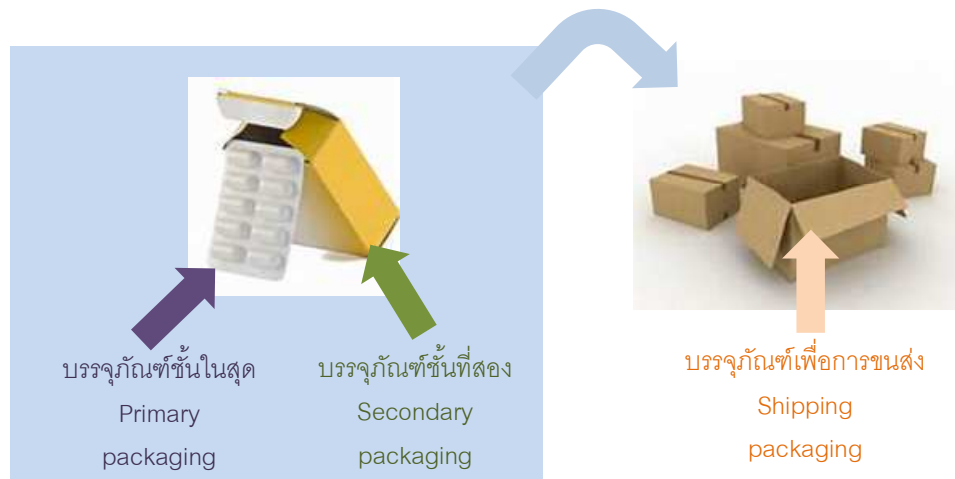 บรรจุภัณฑ์ชั้นในสุด
Primary
packaging
บรรจุภัณฑ์ชั้นที่สอง
Secondary
packaging
บรรจุภัณฑ์เพื่อการขนส่ง
Shipping
packaging